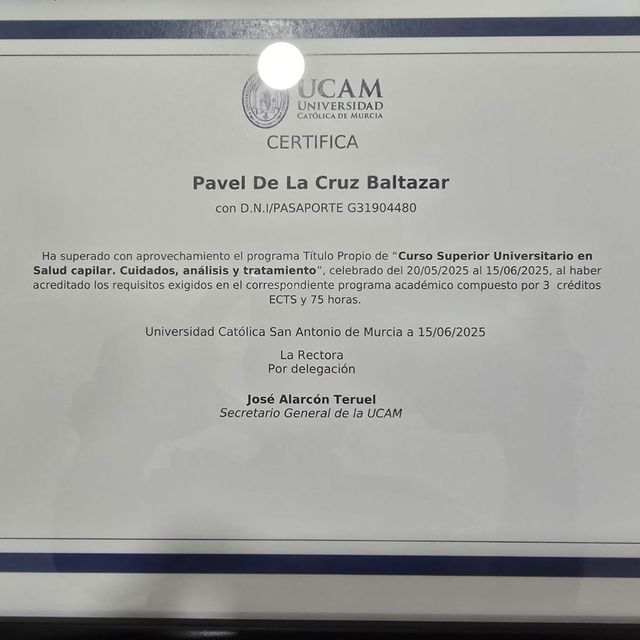 UCAM
UNIVERSIDAD
CATÓLICA DE MURCIA
CERTIFICA
Pavel De La Cruz Baltazar
con D.N.I/PASAPORTE G31904480
Ha superado con aprovechamiento el programa Título Propio de “Curso Superior Universitario en
Salud capilar. Cuidados, análisis y tratamiento”, celebrado del 20/05/2025 al 15/06/2025, al haber
acreditado los requisitos exigidos en el correspondiente programa académico compuesto por 3 créditos
ECTS y 75 horas.
Universidad Católica San Antonio de Murcia a 15/06/2025
La Rectora
Por delegación
José Alarcón Teruel
Secretario General de la UCAM